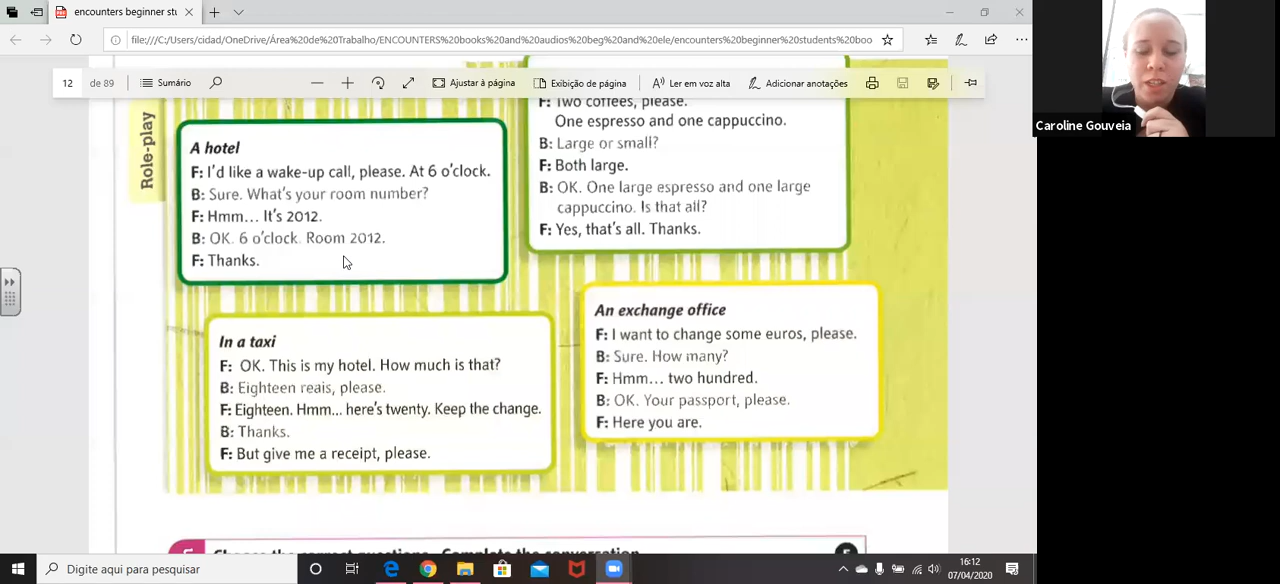 encounters beginner stu
file:///C:/Users/cidad/OneDrive/Área%20de%20Trabalho/ENCOUNTERS%20books%20and%20audios%20beg%20and%20ele/encounters%20beginner%20students%20boo
12 de 89 Sumário Ajustar à página Exibição de página Ler em voz alta Adicionar anotações
Caroline Gouveia
Role-play
A hotel
F: I'd like a wake-up call, please. At 6 o'clock.
B: Sure. What's your room number?
F: Hmm... It's 2012.
B: OK. 6 o'clock. Room 2012.
F: Thanks.
F: Two coffees, please.
One espresso and one cappuccino.
B: Large or small?
F: Both large.
B: OK. One large espresso and one large
cappuccino. Is that all?
F: Yes, that's all. Thanks.
In a taxi
F: OK. This is my hotel. How much is that?
B: Eighteen reais, please.
F: Eighteen. Hmm... here's twenty. Keep the change.
B: Thanks.
F: But give me a receipt, please.
An exchange office
F: I want to change some euros, please.
B: Sure. How many?
F: Hmm... two hundred.
B: OK. Your passport, please.
F: Here you are.
Choose the correct questions. Complete the conversation
Digite aqui para pesquisar
16:12
07/04/2020